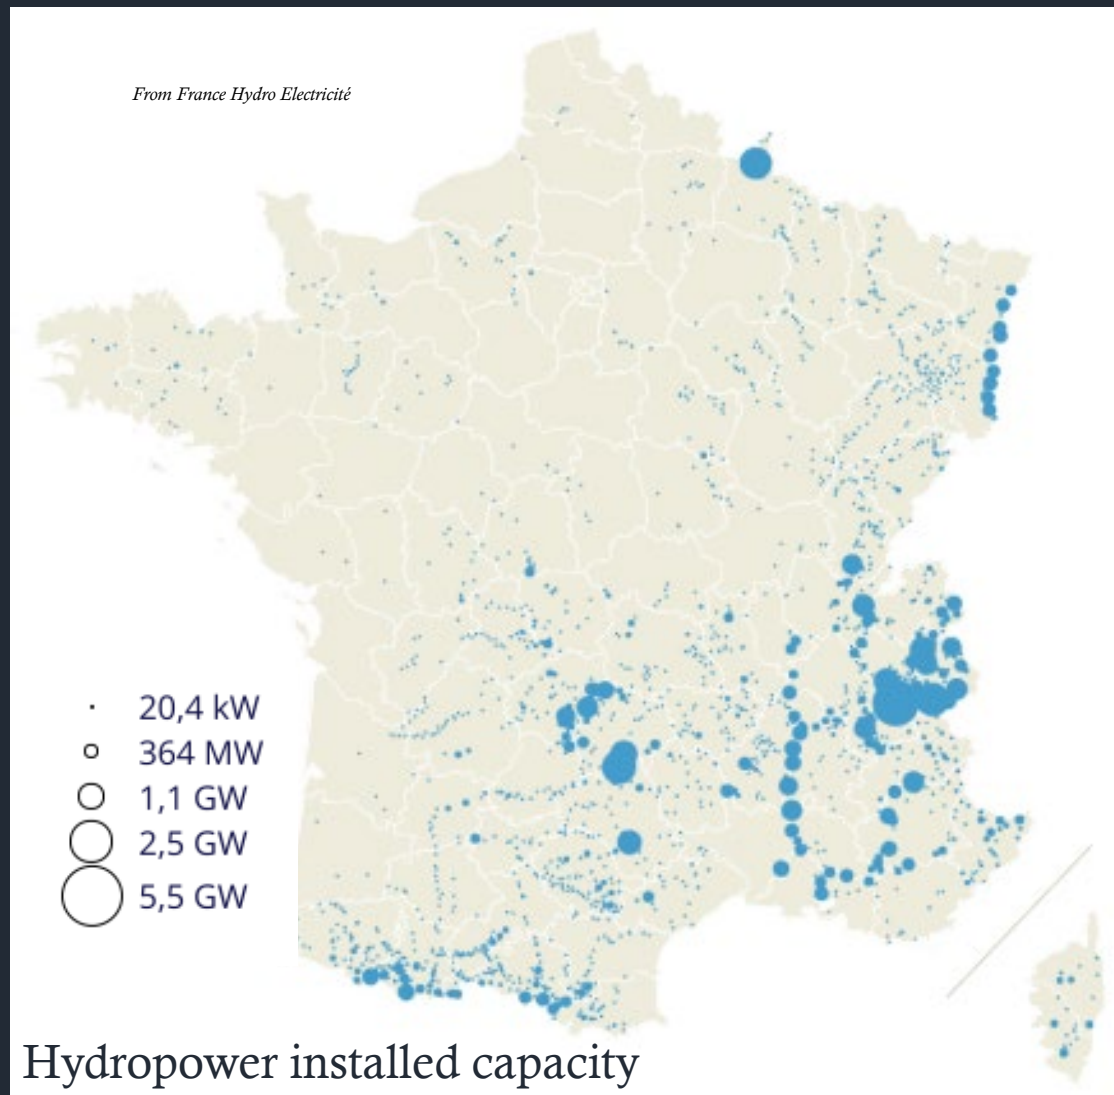 From France Hydro Electricité
20,4 kW
364 MW
1,1 GW
2,5 GW
5,5 GW
Hydropower installed capacity